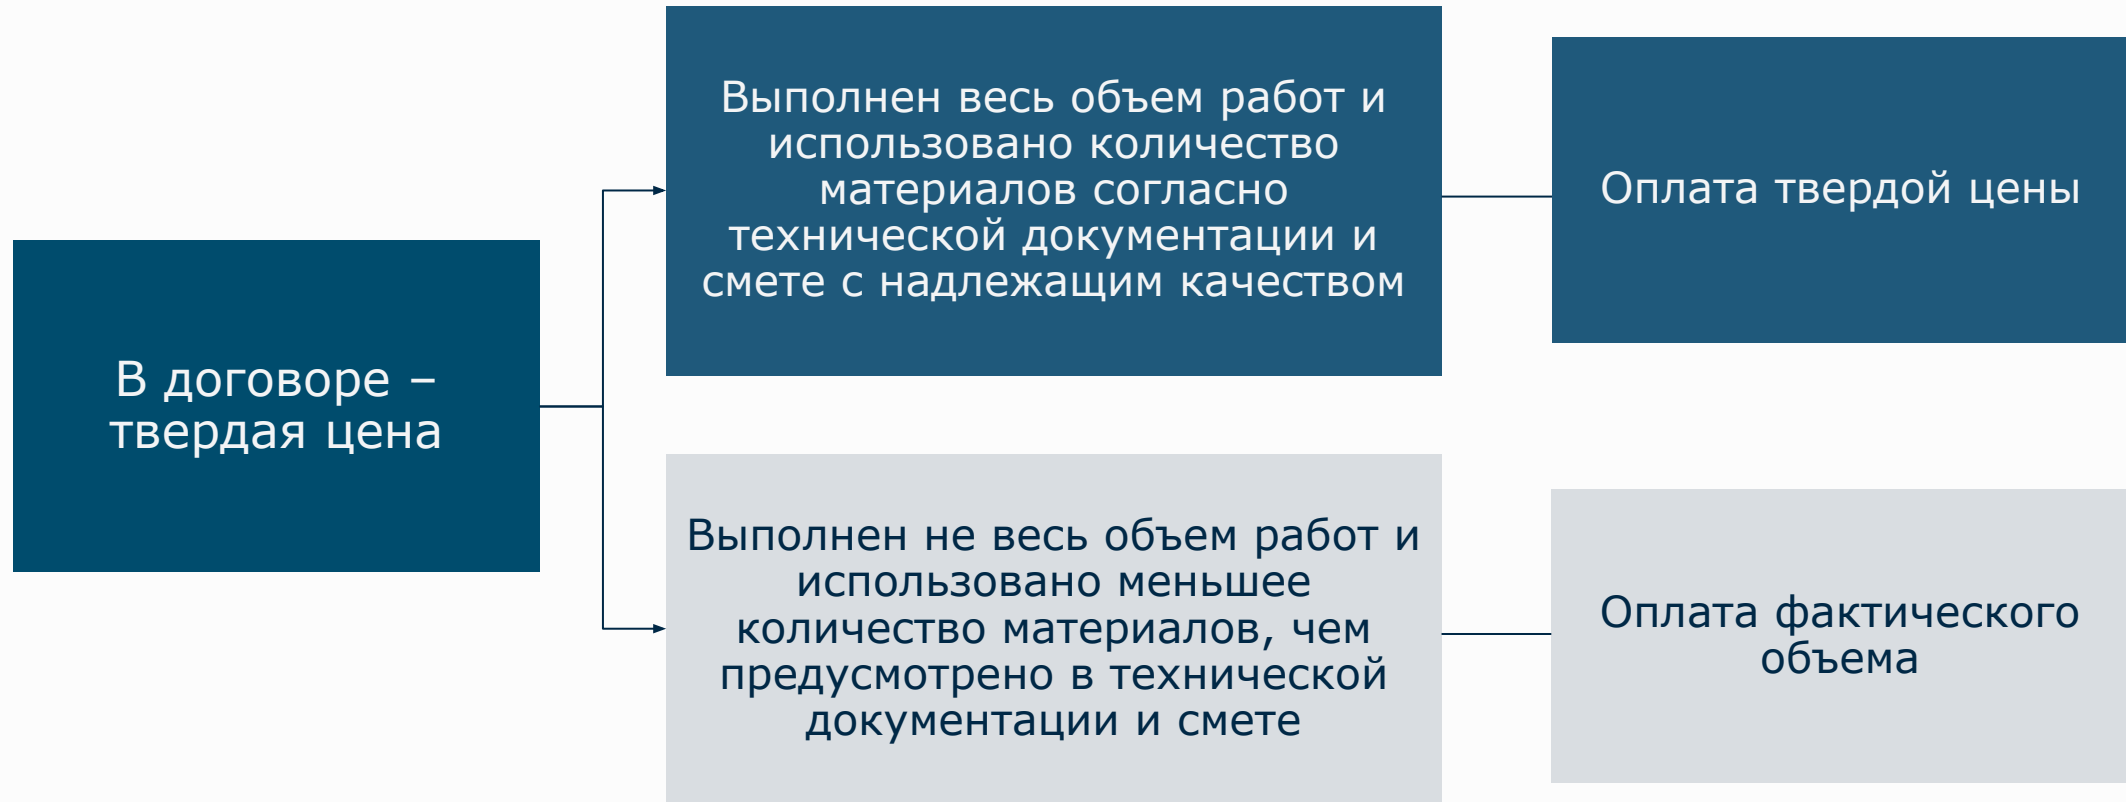 В договоре –
твердая цена
Выполнен весь объем работ и
использовано количество
материалов согласно
технической документации и
смете с надлежащим качеством
Оплата твердой цены
Выполнен не весь объем работ и
использовано меньшее
количество материалов, чем
предусмотрено в технической
документации и смете
Оплата фактического
объема